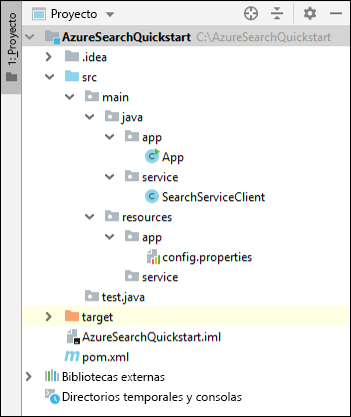 1: Proyecto
Proyecto
AzureSearchQuickstart C:\AzureSearchQuickstart
.idea
src
main
java
app
App
service
SearchServiceClient
resources
app
config.properties
service
test.java
target
AzureSearchQuickstart.iml
pom.xml
Bibliotecas externas
Directorios temporales y consolas